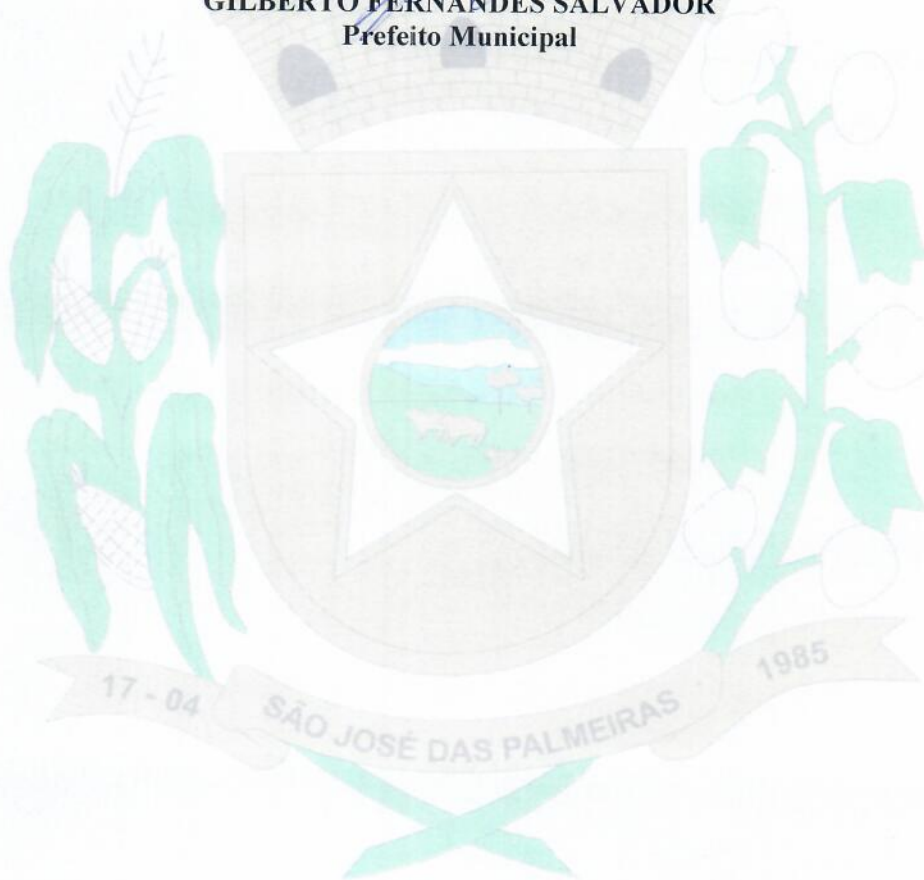 GILBERTO FERNANDES SALVADOR
Prefeito Municipal
17 - 04
SÃO JOSÉ DAS PALMEIRAS
1985